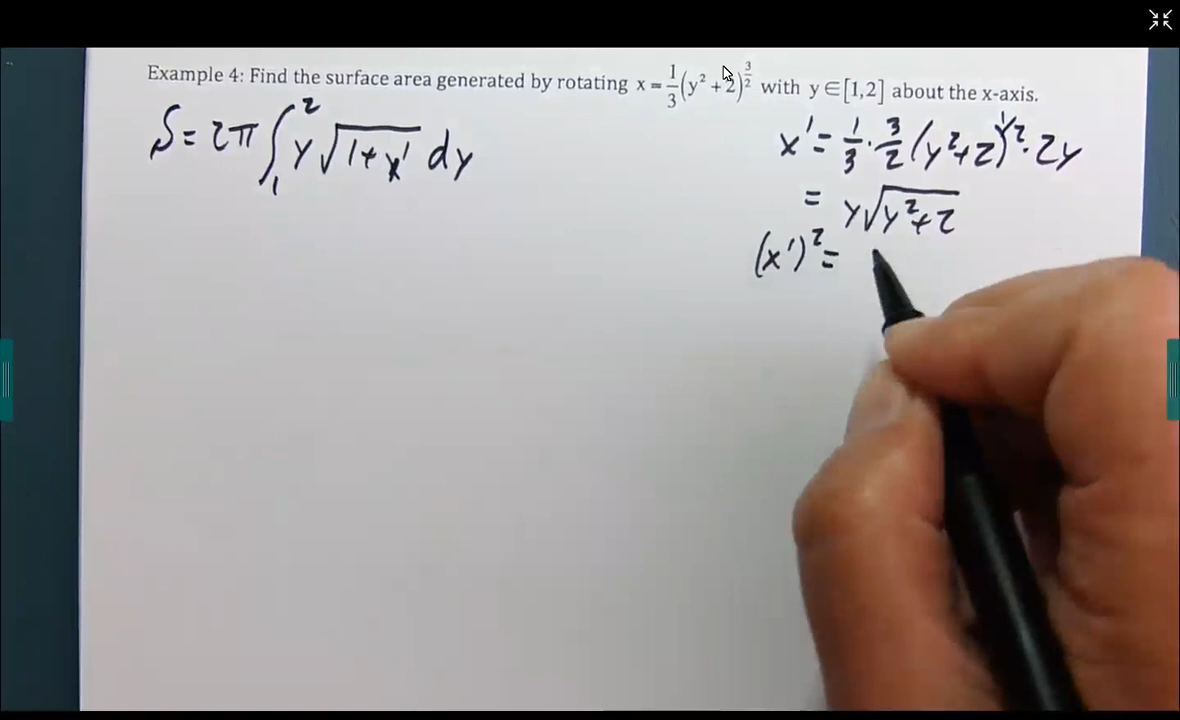 Example 4: Find the surface area generated by rotating x = 1/3 (y² + 2)^(3/2) with y ∈ [1,2] about the x-axis.
S = 2π ∫₁² y √(1 + x') dy
x' = 1/3 · 3/2 (y² + 2)^(1/2) · 2y
= y √(y² + 2)
(x')² =